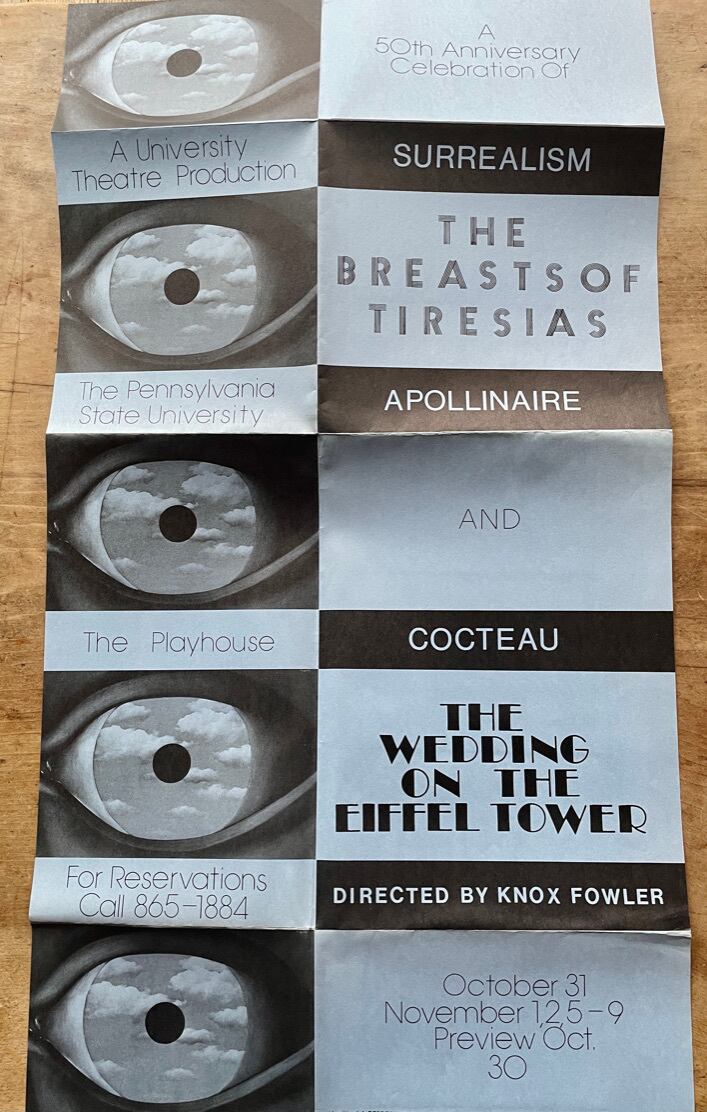 A
50th Anniversary
Celebration Of
A University
Theatre Production
SURREALISM
THE
BREASTS OF
TIRESIAS
The Pennsylvania
State University
APOLLINAIRE
AND
The Playhouse
COCTEAU
THE
WEDDING
ON THE
EIFFEL TOWER
For Reservations
Call 865-1884
DIRECTED BY KNOX FOWLER
October 31
November 1,2,5-9
Preview Oct.
30